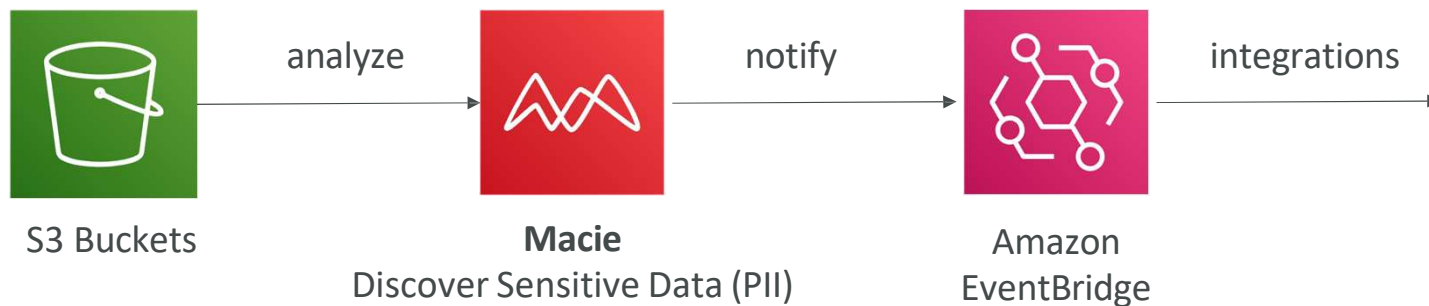 analyze
notify
integrations
S3 Buckets
Macie
Discover Sensitive Data (PII)
Amazon
EventBridge